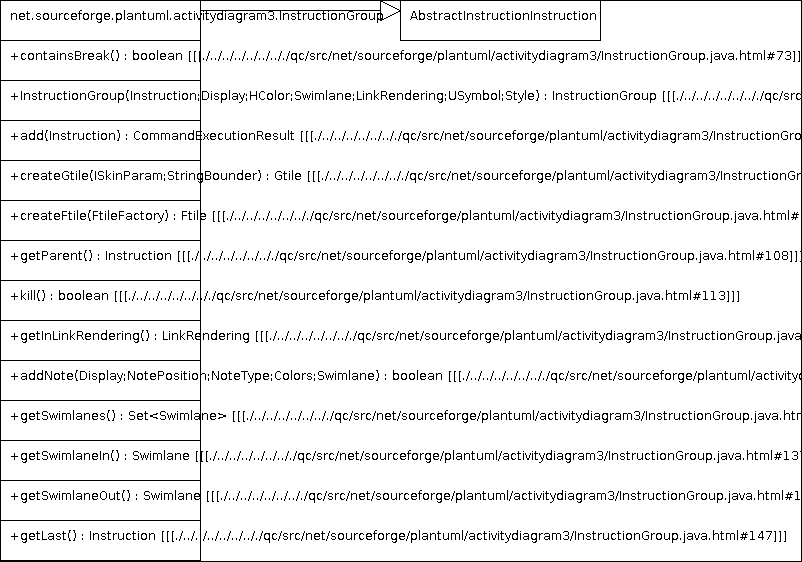 net.sourceforge.plantuml.activitydiagram3.InstructionGroup
AbstractInstructionInstruction
+containsBreak() : boolean [[[./../../../../../../qc/src/net/sourceforge/plantuml/activitydiagram3/InstructionGroup.java.html#73]]]
+InstructionGroup(Instruction;Display;HColor;Swimlane;LinkRendering;USymbol;Style) : InstructionGroup [[[./../../../../../../qc/src
+add(Instruction) : CommandExecutionResult [[[./../../../../../../qc/src/net/sourceforge/plantuml/activitydiagram3/InstructionGro
+createGtile(ISkinParam;StringBounder) : Gtile [[[./../../../../../../qc/src/net/sourceforge/plantuml/activitydiagram3/InstructionGr
+createFtile(FtileFactory) : Ftile [[[./../../../../../../qc/src/net/sourceforge/plantuml/activitydiagram3/InstructionGroup.java.html#
+getParent() : Instruction [[[./../../../../../../qc/src/net/sourceforge/plantuml/activitydiagram3/InstructionGroup.java.html#108]]]
+kill() : boolean [[[./../../../../../../qc/src/net/sourceforge/plantuml/activitydiagram3/InstructionGroup.java.html#113]]]
+getInLinkRendering() : LinkRendering [[[./../../../../../../qc/src/net/sourceforge/plantuml/activitydiagram3/InstructionGroup.java
+addNote(Display;NotePosition;NoteType;Colors;Swimlane) : boolean [[[./../../../../../../qc/src/net/sourceforge/plantuml/activityd
+getSwimlanes() : Set<Swimlane> [[[./../../../../../../qc/src/net/sourceforge/plantuml/activitydiagram3/InstructionGroup.java.htm
+getSwimlaneIn() : Swimlane [[[./../../../../../../qc/src/net/sourceforge/plantuml/activitydiagram3/InstructionGroup.java.html#137
+getSwimlaneOut() : Swimlane [[[./../../../../../../qc/src/net/sourceforge/plantuml/activitydiagram3/InstructionGroup.java.html#1
+getLast() : Instruction [[[./../../../../../../qc/src/net/sourceforge/plantuml/activitydiagram3/InstructionGroup.java.html#147]]]